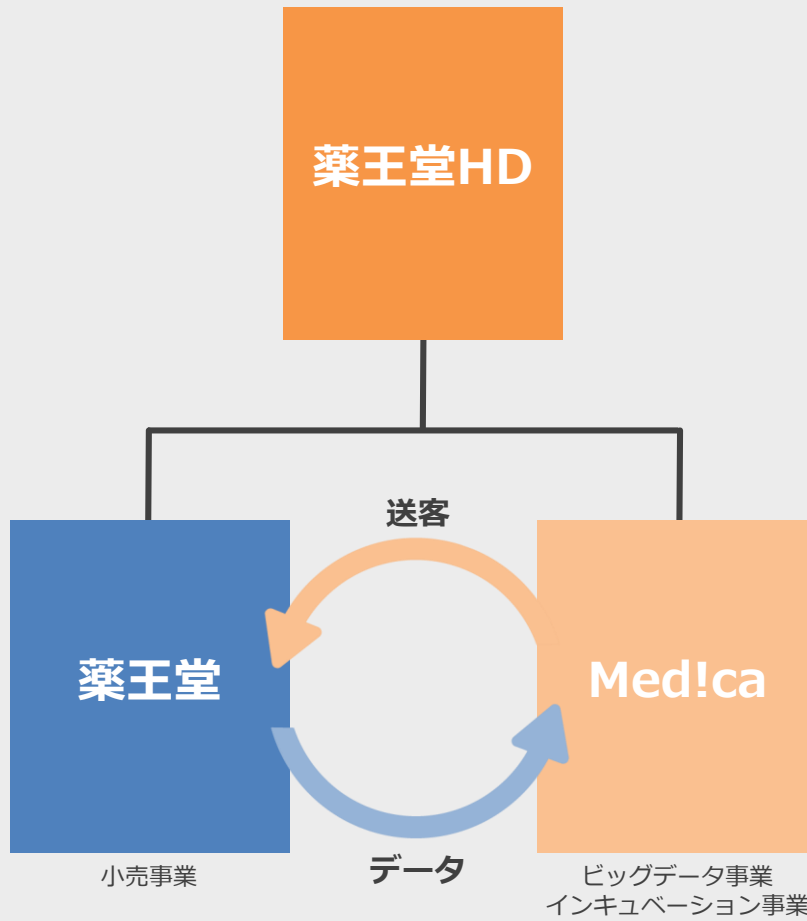 薬王堂HD
送客
薬王堂
Med!ca
データ
小売事業
ビッグデータ事業
インキュベーション事業